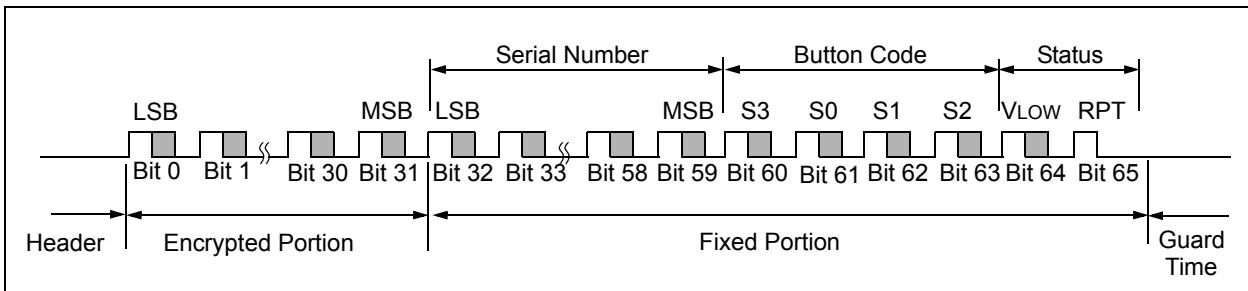 Serial Number Button Code Status
LSB MSB LSB MSB S3 S0 S1 S2 VLOW RPT
Bit 0 Bit 1 Bit 30 Bit 31 Bit 32 Bit 33 Bit 58 Bit 59 Bit 60 Bit 61 Bit 62 Bit 63 Bit 64 Bit 65
Header Encrypted Portion Fixed Portion Guard
Time